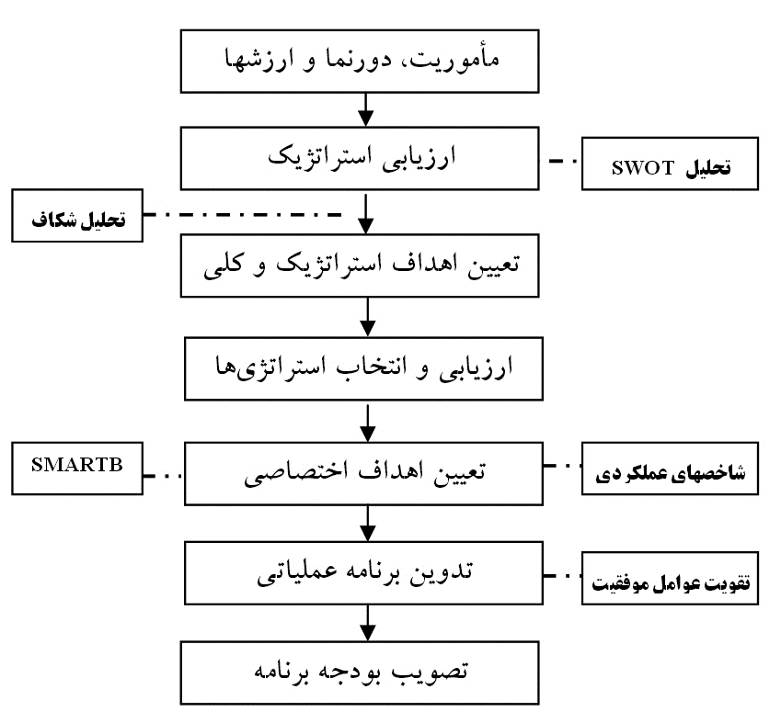 مأموریت، دورنما و ارزشها
ارزیابی استراتژیک
تحلیل SWOT
تحلیل شکاف
تعیین اهداف استراتژیک و کلی
ارزیابی و انتخاب استراتژی‌ها
SMARTB
تعیین اهداف اختصاصی
شاخصهای عملکردی
تدوین برنامه عملیاتی
تقویت عوامل موفقیت
تصویب بودجه برنامه